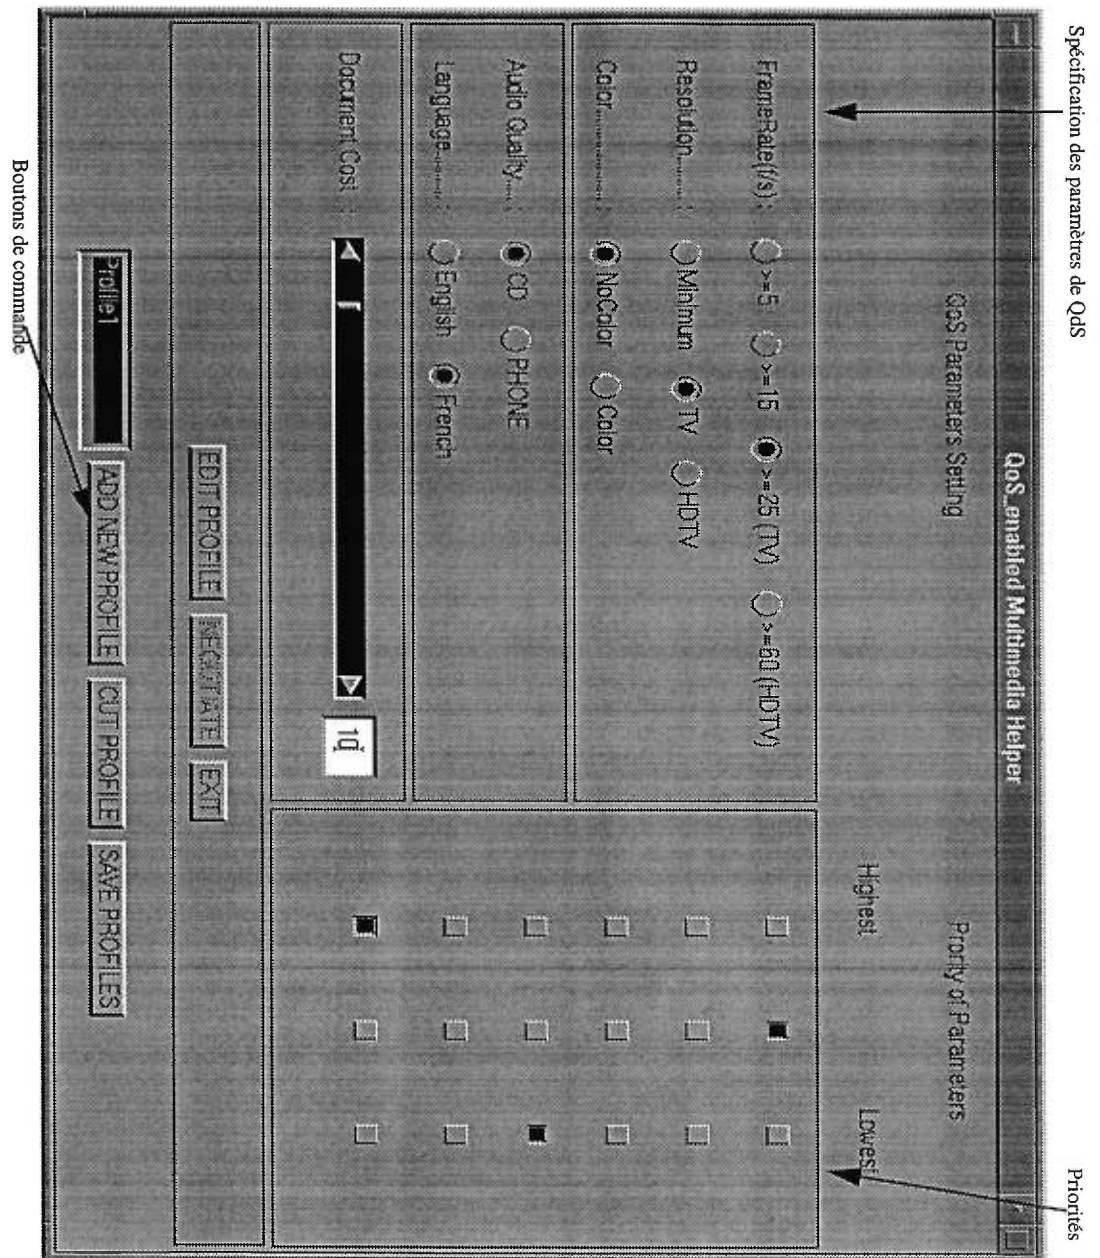 Spécification des paramètres de QdS
Priorités
QoS_enabled Multimedia Helper
QoS Parameters Setting
Prority of Parameters
Highest
Lowest
FrameRate(f/s) : >=5 >=15 >=25 (TV) >=60 (HDTV)
Resolution......... : Minimum TV HDTV
Color............... : NoColor Color
Audio Quality.... : CD PHONE
Language......... : English French
Document Cost : 10
EDIT PROFILE NEGOTIATE EXIT
Profile1 ADD NEW PROFILE CUT PROFILE SAVE PROFILES
Boutons de commande